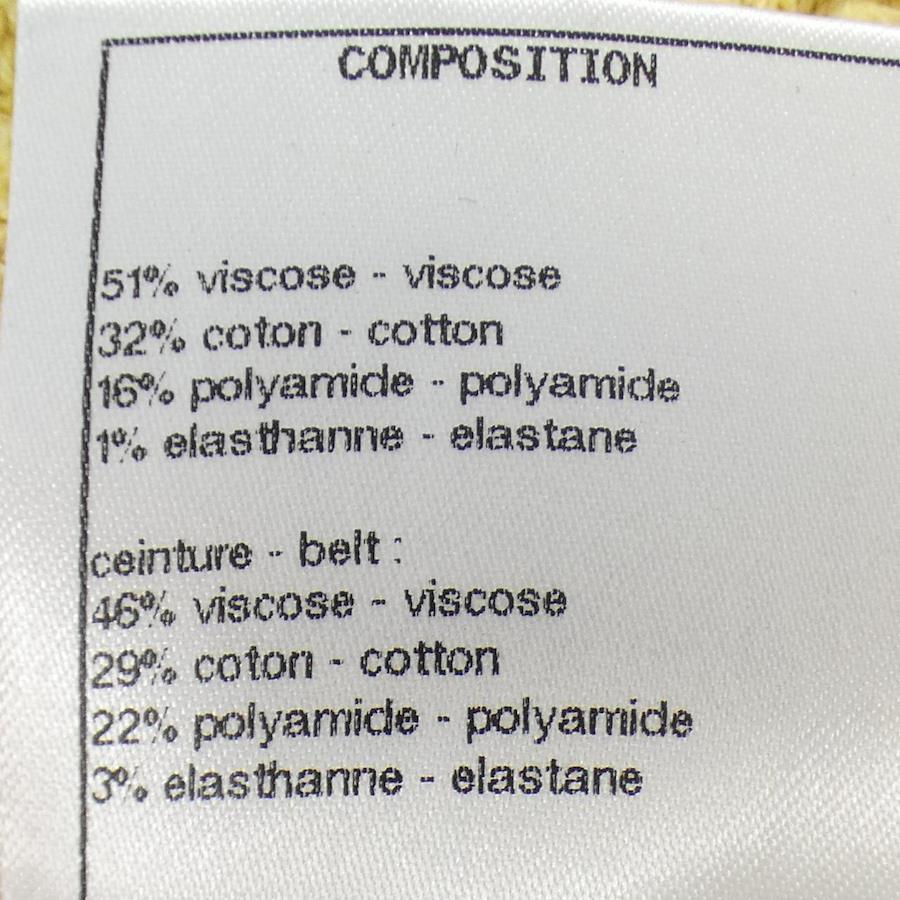 COMPOSITION
51% viscose - viscose
32% coton - cotton
16% polyamide - polyamide
1% elasthanne - elastane
ceinture - belt :
46% viscose - viscose
29% coton - cotton
22% polyamide - polyamide
3% elasthanne - elastane